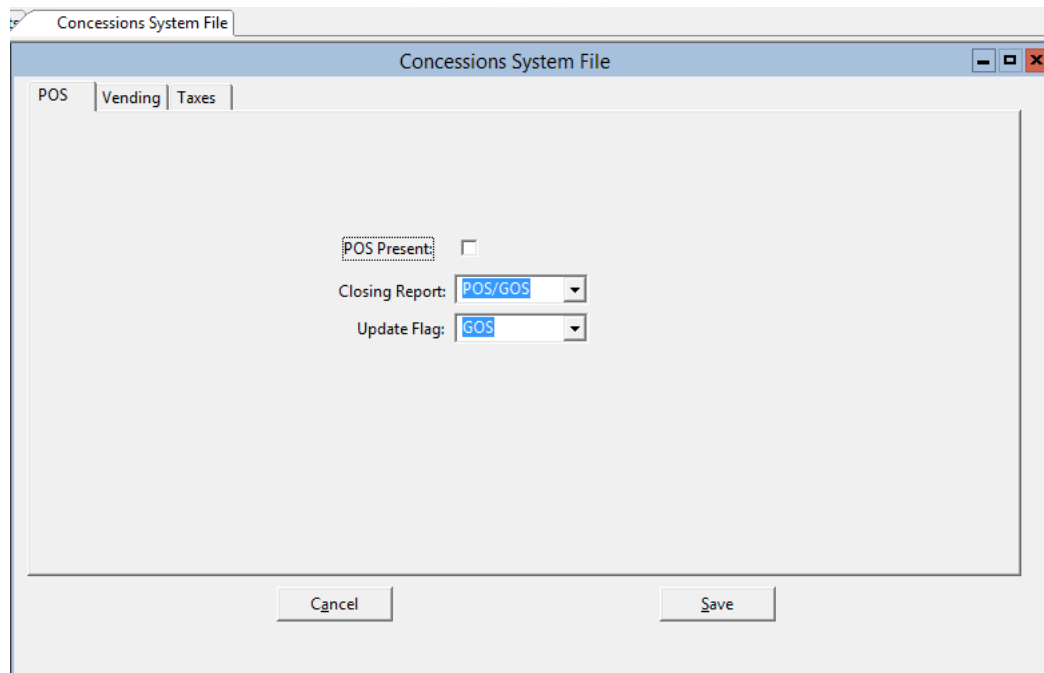 Concessions System File
Concessions System File
POS Vending Taxes
POS Present:
Closing Report: POS/GOS
Update Flag: GOS
Cancel Save